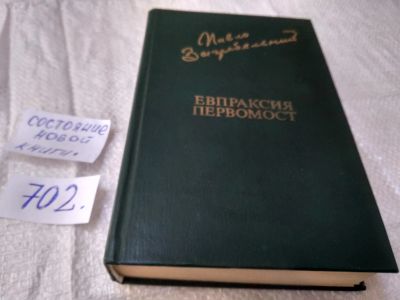 Павло
Загребельний
ЕВПРАКСИЯ
ПЕРВОМОСТ
СОСТОЯНИЕ
НОВОЙ
КНИГИ.
702.